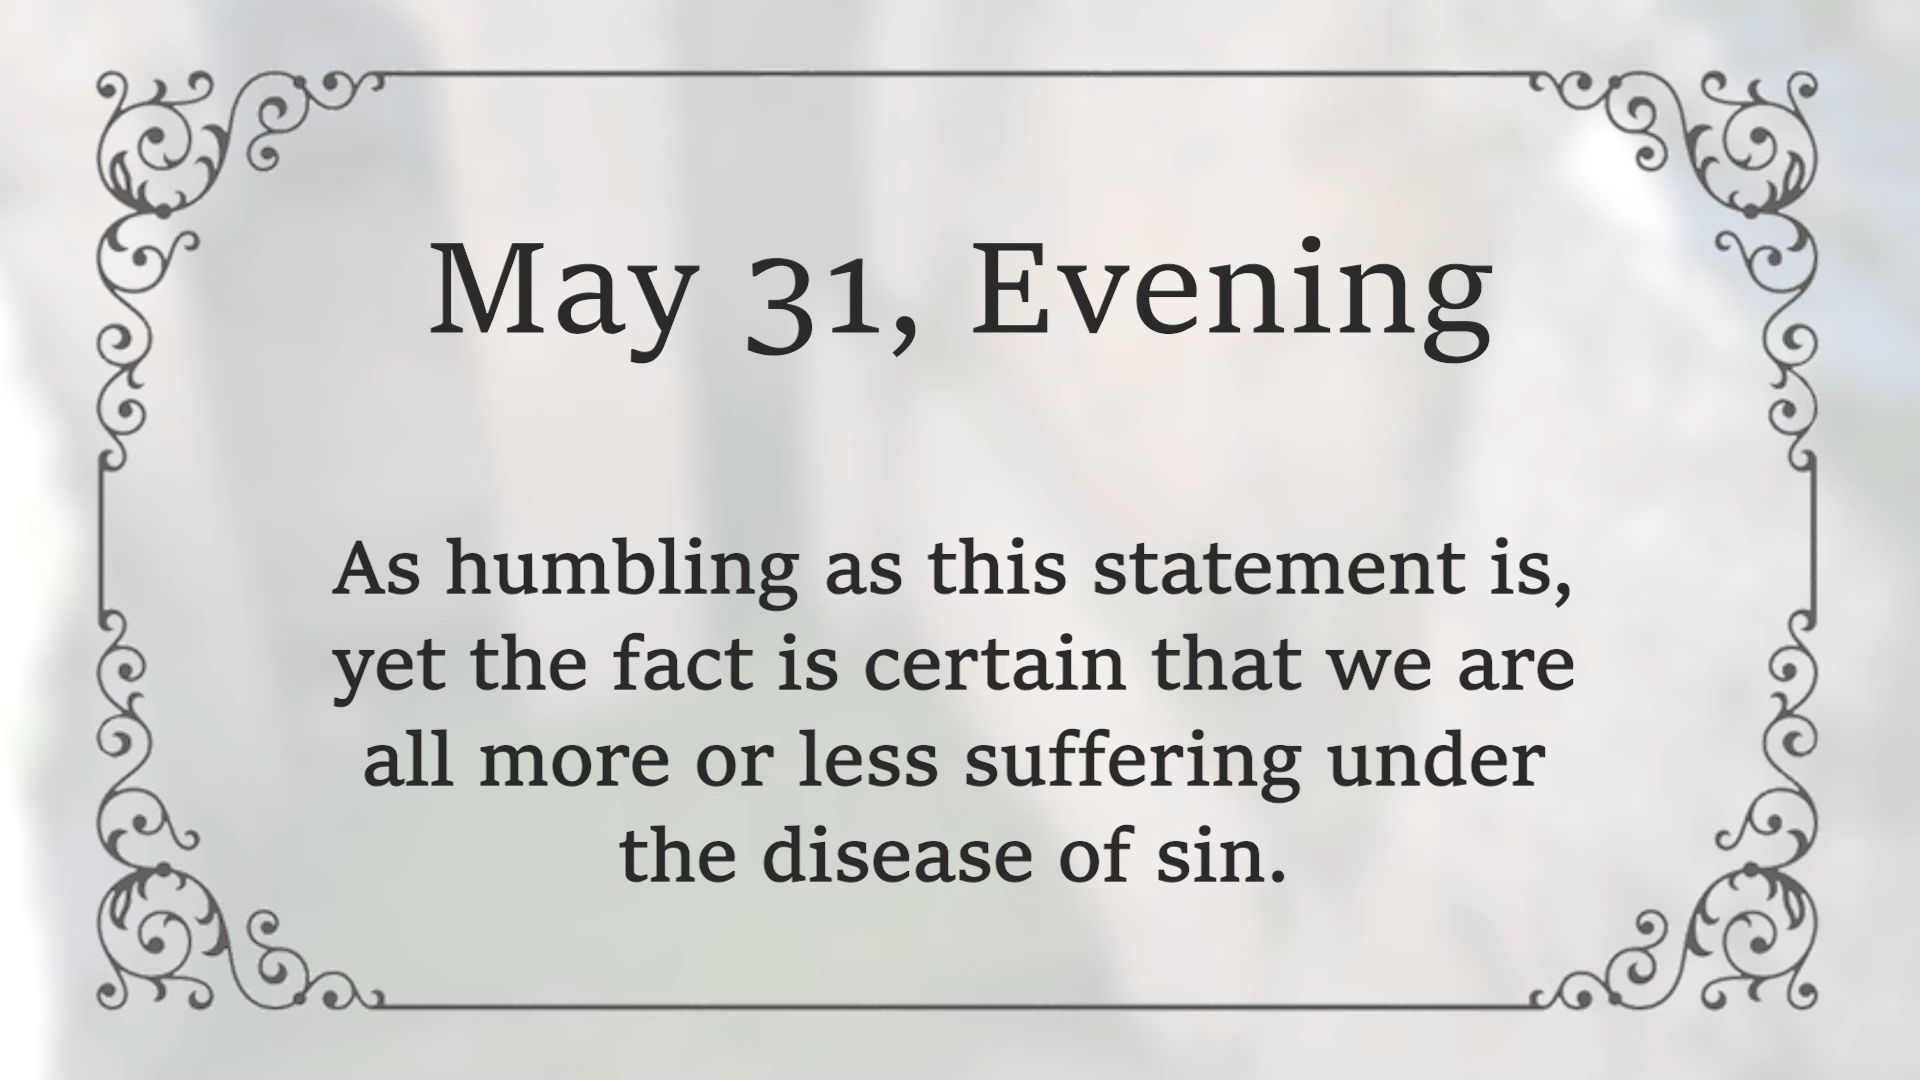 May 31, Evening
As humbling as this statement is,
yet the fact is certain that we are
all more or less suffering under
the disease of sin.